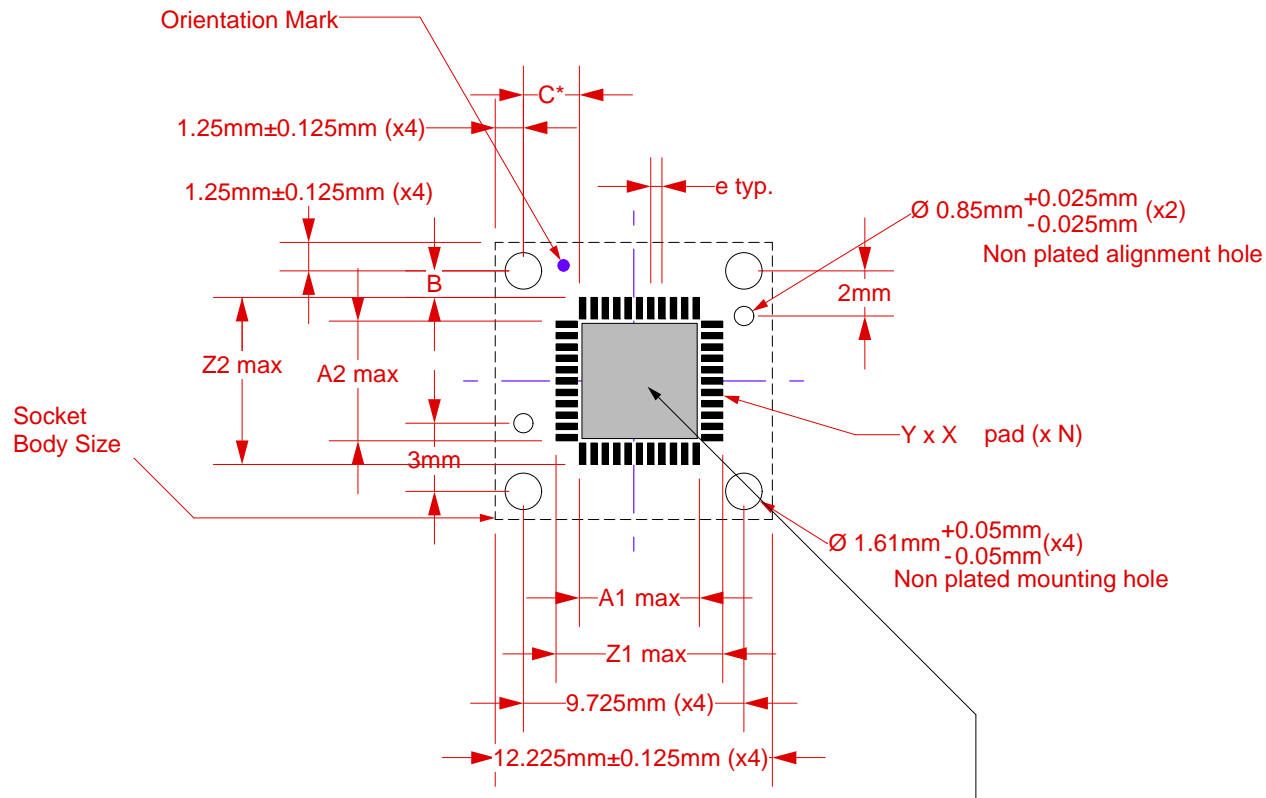 Orientation Mark
C*
1.25mm±0.125mm (x4)
1.25mm±0.125mm (x4)
e typ.
Ø 0.85mm +0.025mm (x2)
-0.025mm
Non plated alignment hole
B
2mm
Z2 max
A2 max
Socket
Body Size
Y x X pad (x N)
3mm
Ø 1.61mm +0.05mm (x4)
-0.05mm
Non plated mounting hole
A1 max
Z1 max
9.725mm (x4)
12.225mm±0.125mm (x4)